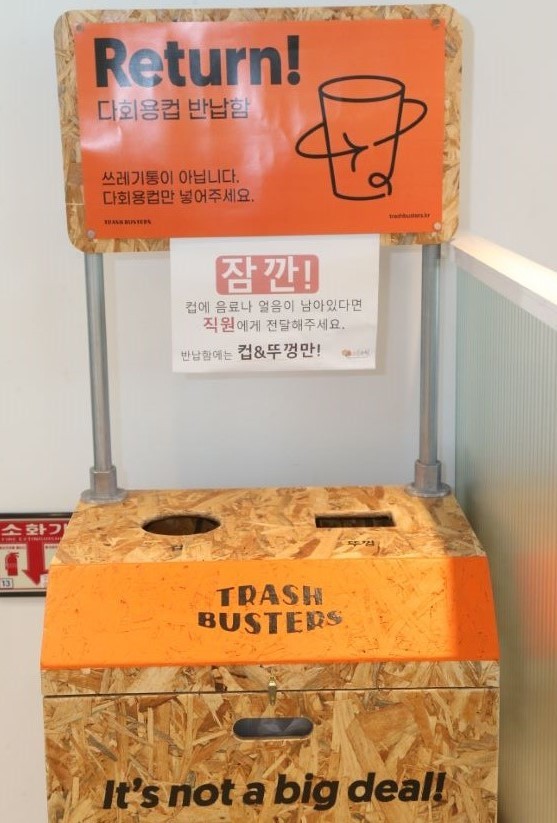 Return!
다회용컵 반납함
쓰레기통이 아닙니다.
다회용컵만 넣어주세요.
TRASH BUSTERS
trashbusters.kr
잠깐!
컵에 음료나 얼음이 남아있다면
직원에게 전달해주세요.
반납함에는 컵&뚜껑만!
컵
뚜껑
소화기
FIRE EXTINGUISHER
13
TRASH
BUSTERS
It's not a big deal!